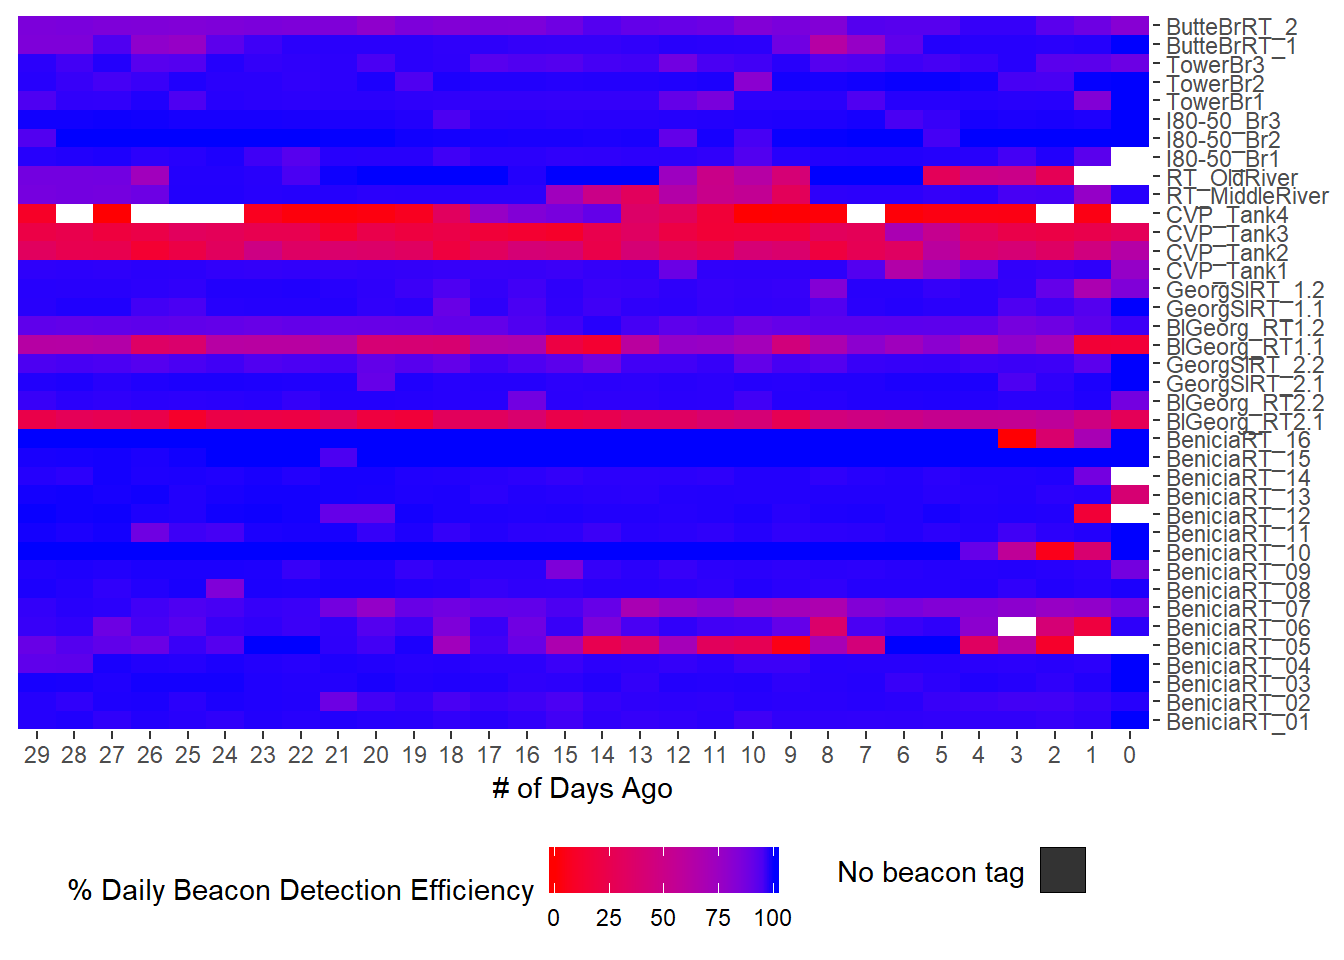 ButteBrRT_2
ButteBrRT_1
TowerBr3
TowerBr2
TowerBr1
I80-50_Br3
I80-50_Br2
I80-50_Br1
RT_OldRiver
RT_MiddleRiver
CVP_Tank4
CVP_Tank3
CVP_Tank2
CVP_Tank1
GeorgSlRT_1.2
GeorgSlRT_1.1
BlGeorg_RT1.2
BlGeorg_RT1.1
GeorgSlRT_2.2
GeorgSlRT_2.1
BlGeorg_RT2.2
BlGeorg_RT2.1
BeniciaRT_16
BeniciaRT_15
BeniciaRT_14
BeniciaRT_13
BeniciaRT_12
BeniciaRT_11
BeniciaRT_10
BeniciaRT_09
BeniciaRT_08
BeniciaRT_07
BeniciaRT_06
BeniciaRT_05
BeniciaRT_04
BeniciaRT_03
BeniciaRT_02
BeniciaRT_01
29 28 27 26 25 24 23 22 21 20 19 18 17 16 15 14 13 12 11 10 9 8 7 6 5 4 3 2 1 0
# of Days Ago
% Daily Beacon Detection Efficiency
0 25 50 75 100
No beacon tag